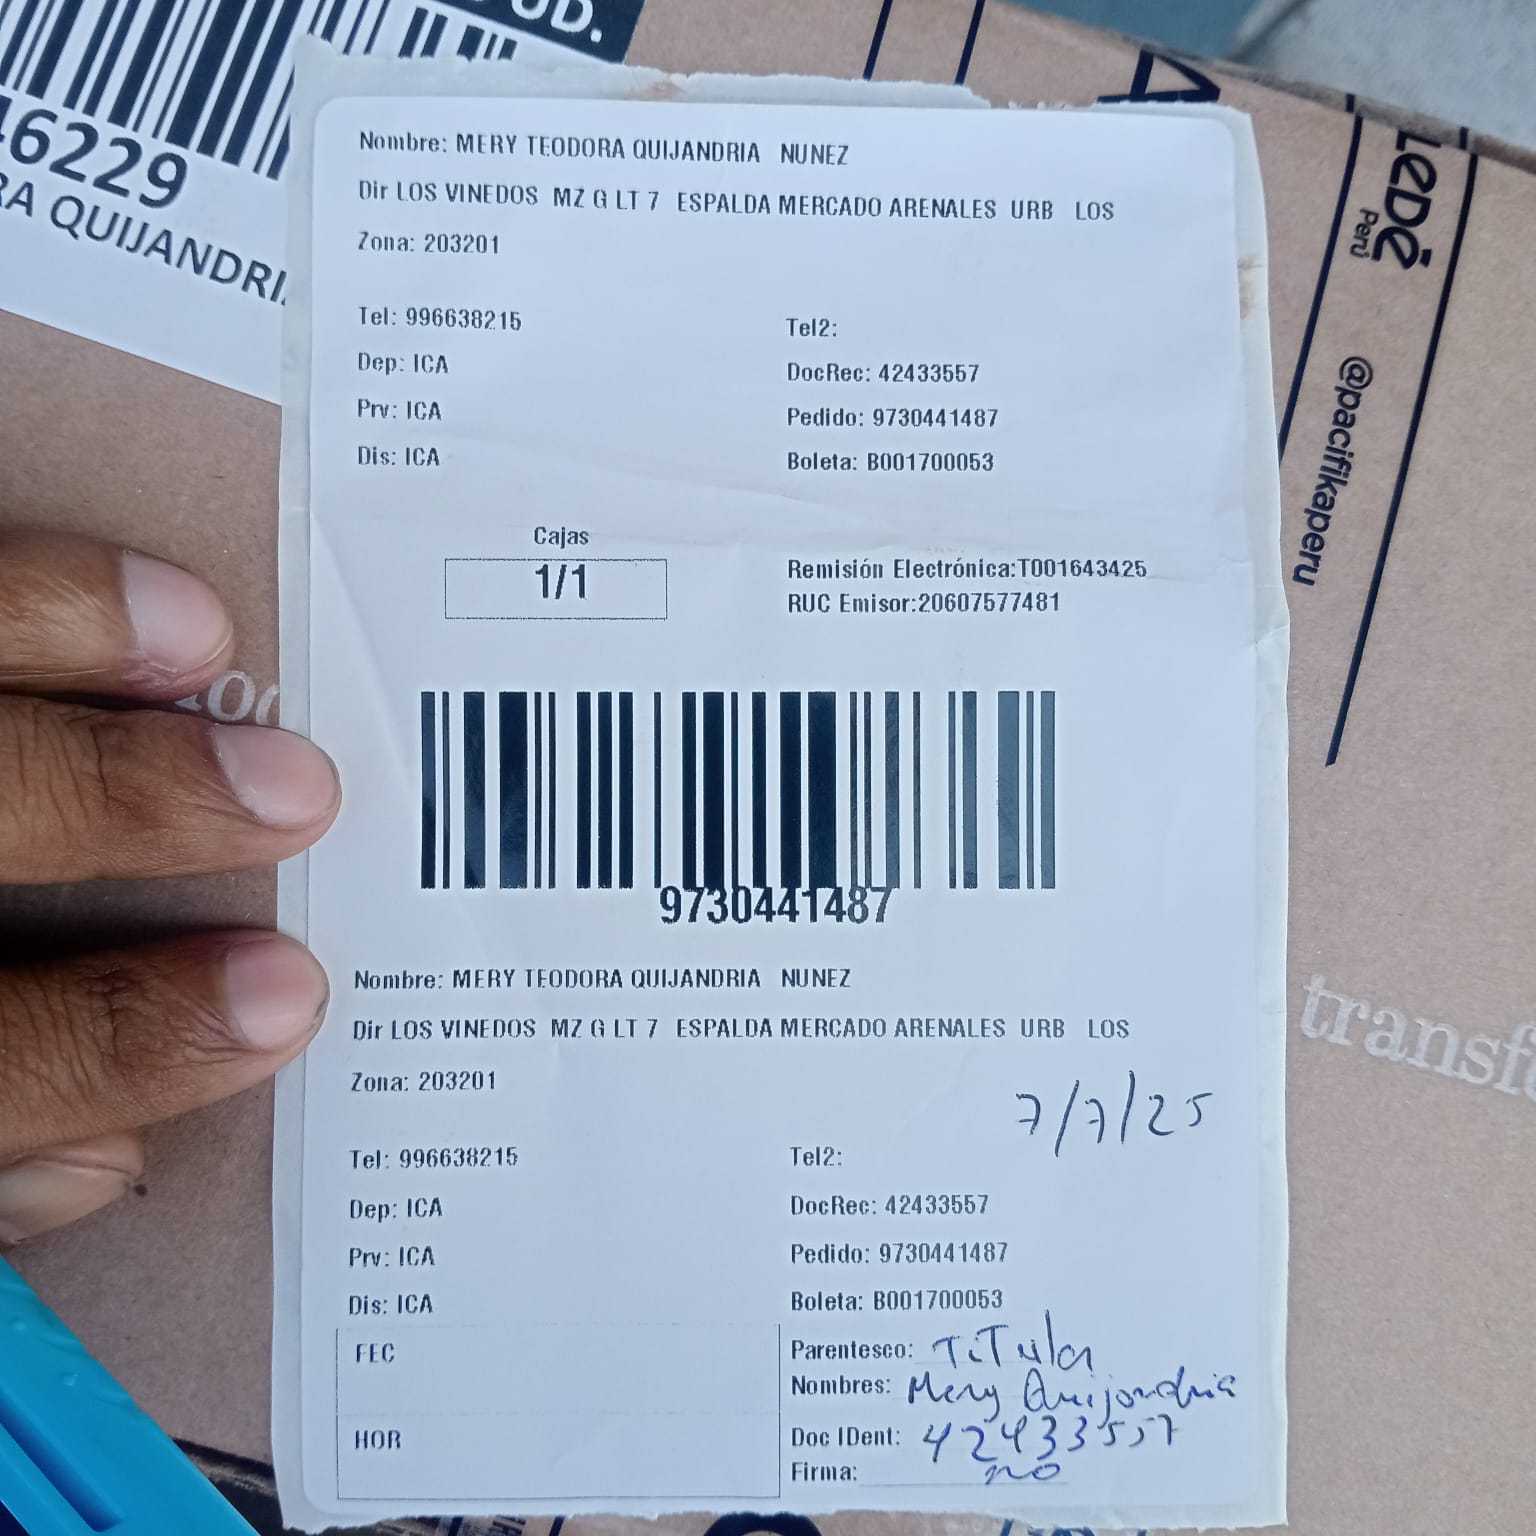 UD.
46229
RA QUIJANDRIA
Nombre: MERY TEODORA QUIJANDRIA NUNEZ
Dir LOS VINEDOS MZ G LT 7 ESPALDA MERCADO ARENALES URB LOS
Zona: 203201
Tel: 996638215
Tel2:
Dep: ICA
DocRec: 42433557
Prv: ICA
Pedido: 9730441487
Dis: ICA
Boleta: B001700053
Cajas
1/1
Remisión Electrónica:T001643425
RUC Emisor:20607577481
9730441487
Nombre: MERY TEODORA QUIJANDRIA NUNEZ
Dir LOS VINEDOS MZ G LT 7 ESPALDA MERCADO ARENALES URB LOS
Zona: 203201
7/7/25
Tel: 996638215
Tel2:
Dep: ICA
DocRec: 42433557
Prv: ICA
Pedido: 9730441487
Dis: ICA
Boleta: B001700053
FEC
Parentesco: Titular
Nombres: Mery Quijandria
HOR
Doc IDent: 42433557
Firma: no
Perú
@pacifikaperu
transf